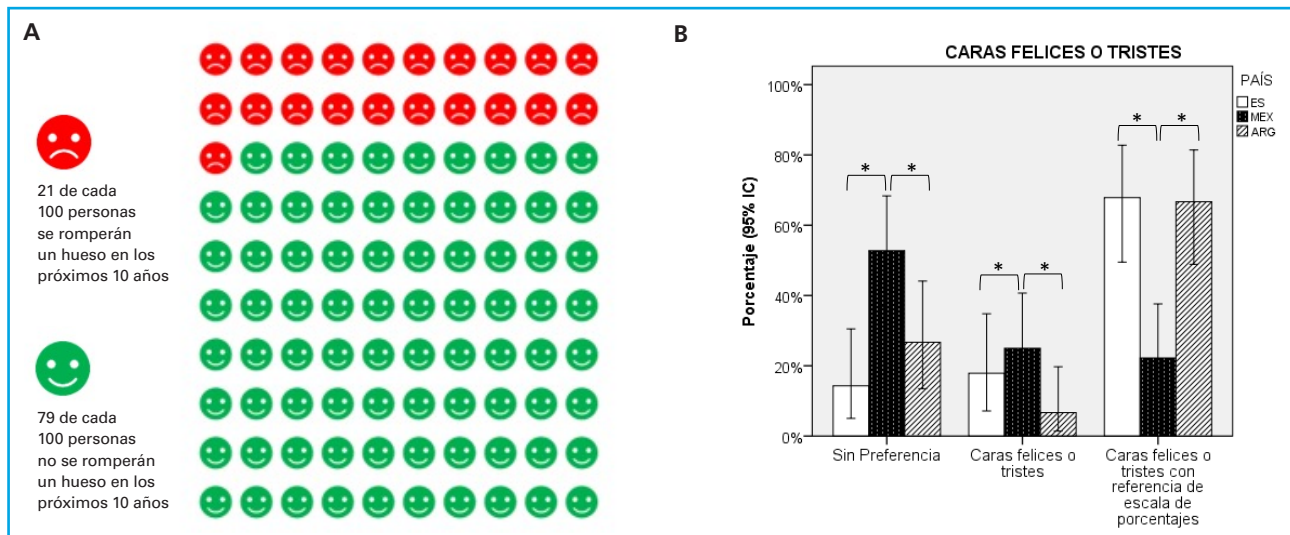 A
21 de cada
100 personas
se romperán
un hueso en los
próximos 10 años
79 de cada
100 personas
no se romperán
un hueso en los
próximos 10 años
B
CARAS FELICES O TRISTES
PAÍS
ES
MEX
ARG
Porcentaje (95% IC)
100%
80%
60%
40%
20%
0%
* *
* *
* *
Sin Preferencia
Caras felices o
tristes
Caras felices o
tristes con
referencia de
escala de
porcentajes